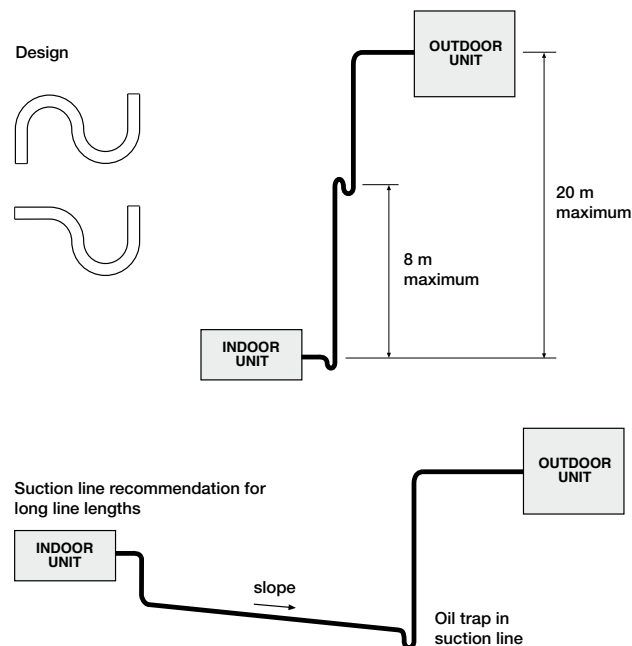 Design
OUTDOOR
UNIT
20 m
maximum
8 m
maximum
INDOOR
UNIT
Suction line recommendation for
long line lengths
INDOOR
UNIT
slope
OUTDOOR
UNIT
Oil trap in
suction line